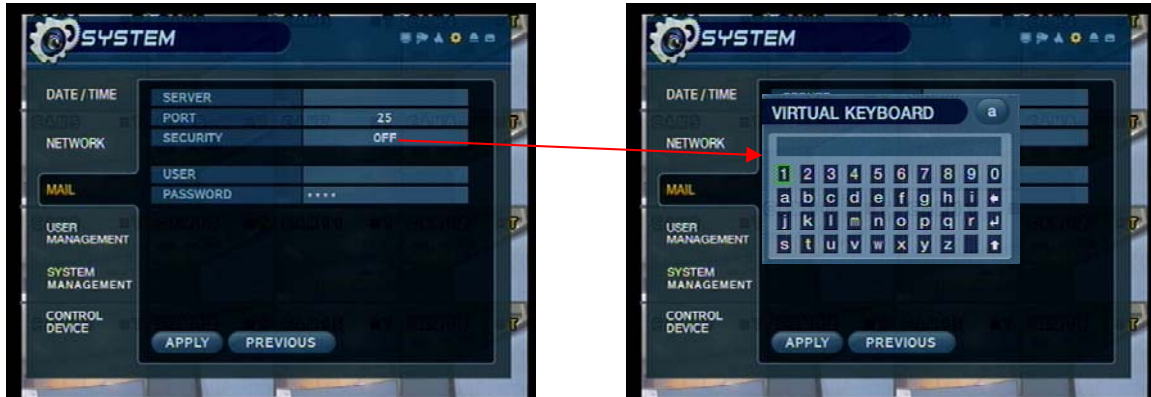 SYSTEM
DATE / TIME
NETWORK
MAIL
USER
MANAGEMENT
SYSTEM
MANAGEMENT
CONTROL
DEVICE
SERVER
PORT 25
SECURITY OFF
USER
PASSWORD ••••
APPLY PREVIOUS
SYSTEM
DATE / TIME
NETWORK
MAIL
USER
MANAGEMENT
SYSTEM
MANAGEMENT
CONTROL
DEVICE
VIRTUAL KEYBOARD a
1 2 3 4 5 6 7 8 9 0
a b c d e f g h i ←
j k l m n o p q r ↵
s t u v w x y z ↑
APPLY PREVIOUS